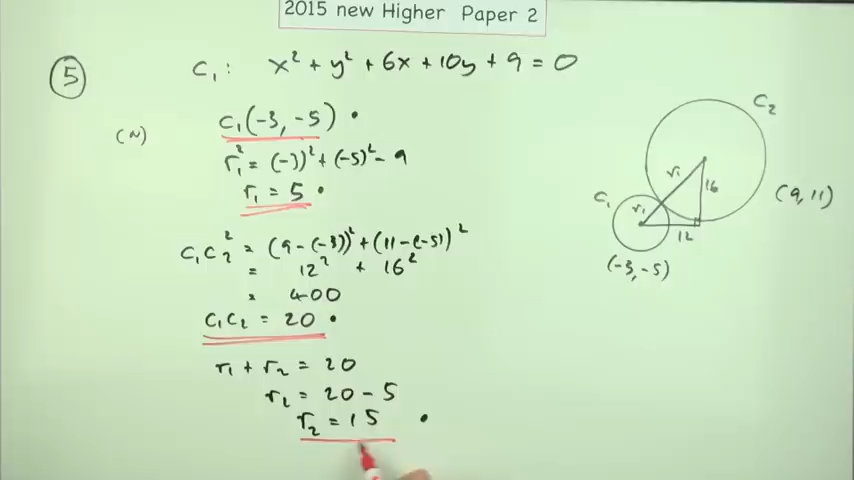 2015 new Higher Paper 2
5
C₁: x² + y² + 6x + 10y + 9 = 0
(N)
C₁(-3, -5) •
r₁² = (-3))² + (-5)² - 9
r₁ = 5 •
C₁C₂² = (9 - (-3))² + (11 - (-5))²
= 12² + 16²
= 400
C₁C₂ = 20 •
r₁ + r₂ = 20
r₂ = 20 - 5
r₂ = 15 •
C₂
r₁
16
(9, 11)
C₁
r₁
12
(-3, -5)